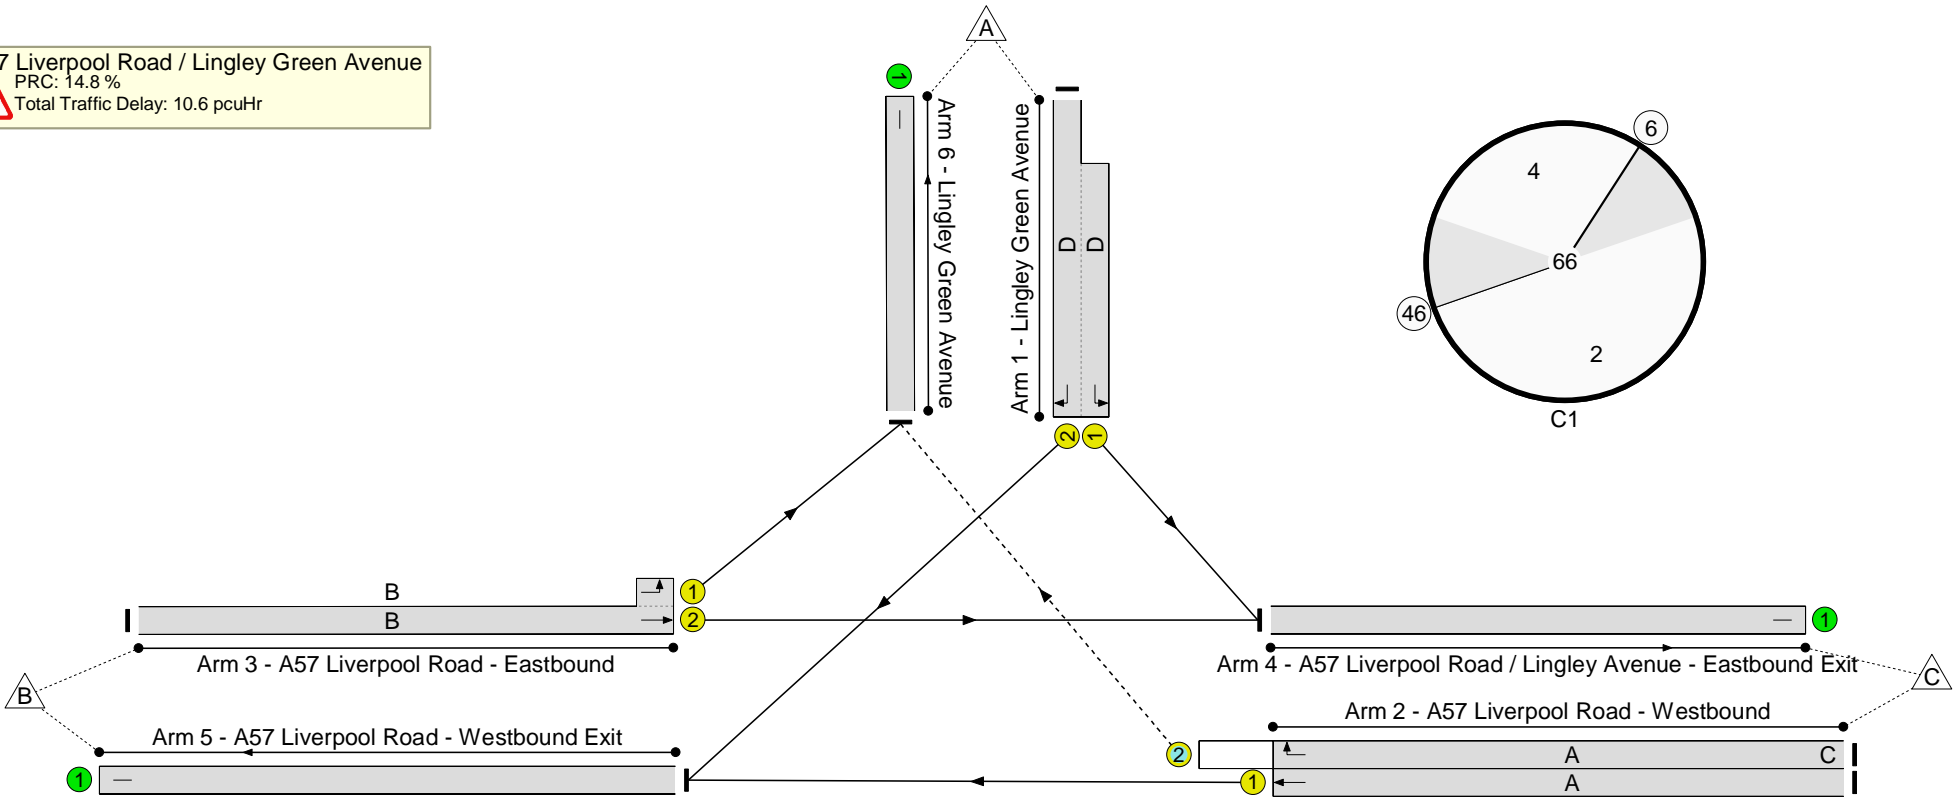 7 Liverpool Road / Lingley Green Avenue
PRC: 14.8 %
Total Traffic Delay: 10.6 pcuHr
A
1
Arm 6 - Lingley Green Avenue
Arm 1 - Lingley Green Avenue
D D
2 1
6
4
66
46
2
C1
B
1
B
2
Arm 3 - A57 Liverpool Road - Eastbound
1
Arm 4 - A57 Liverpool Road / Lingley Avenue - Eastbound Exit
B
C
Arm 2 - A57 Liverpool Road - Westbound
Arm 5 - A57 Liverpool Road - Westbound Exit
2
A
C
1
1
A